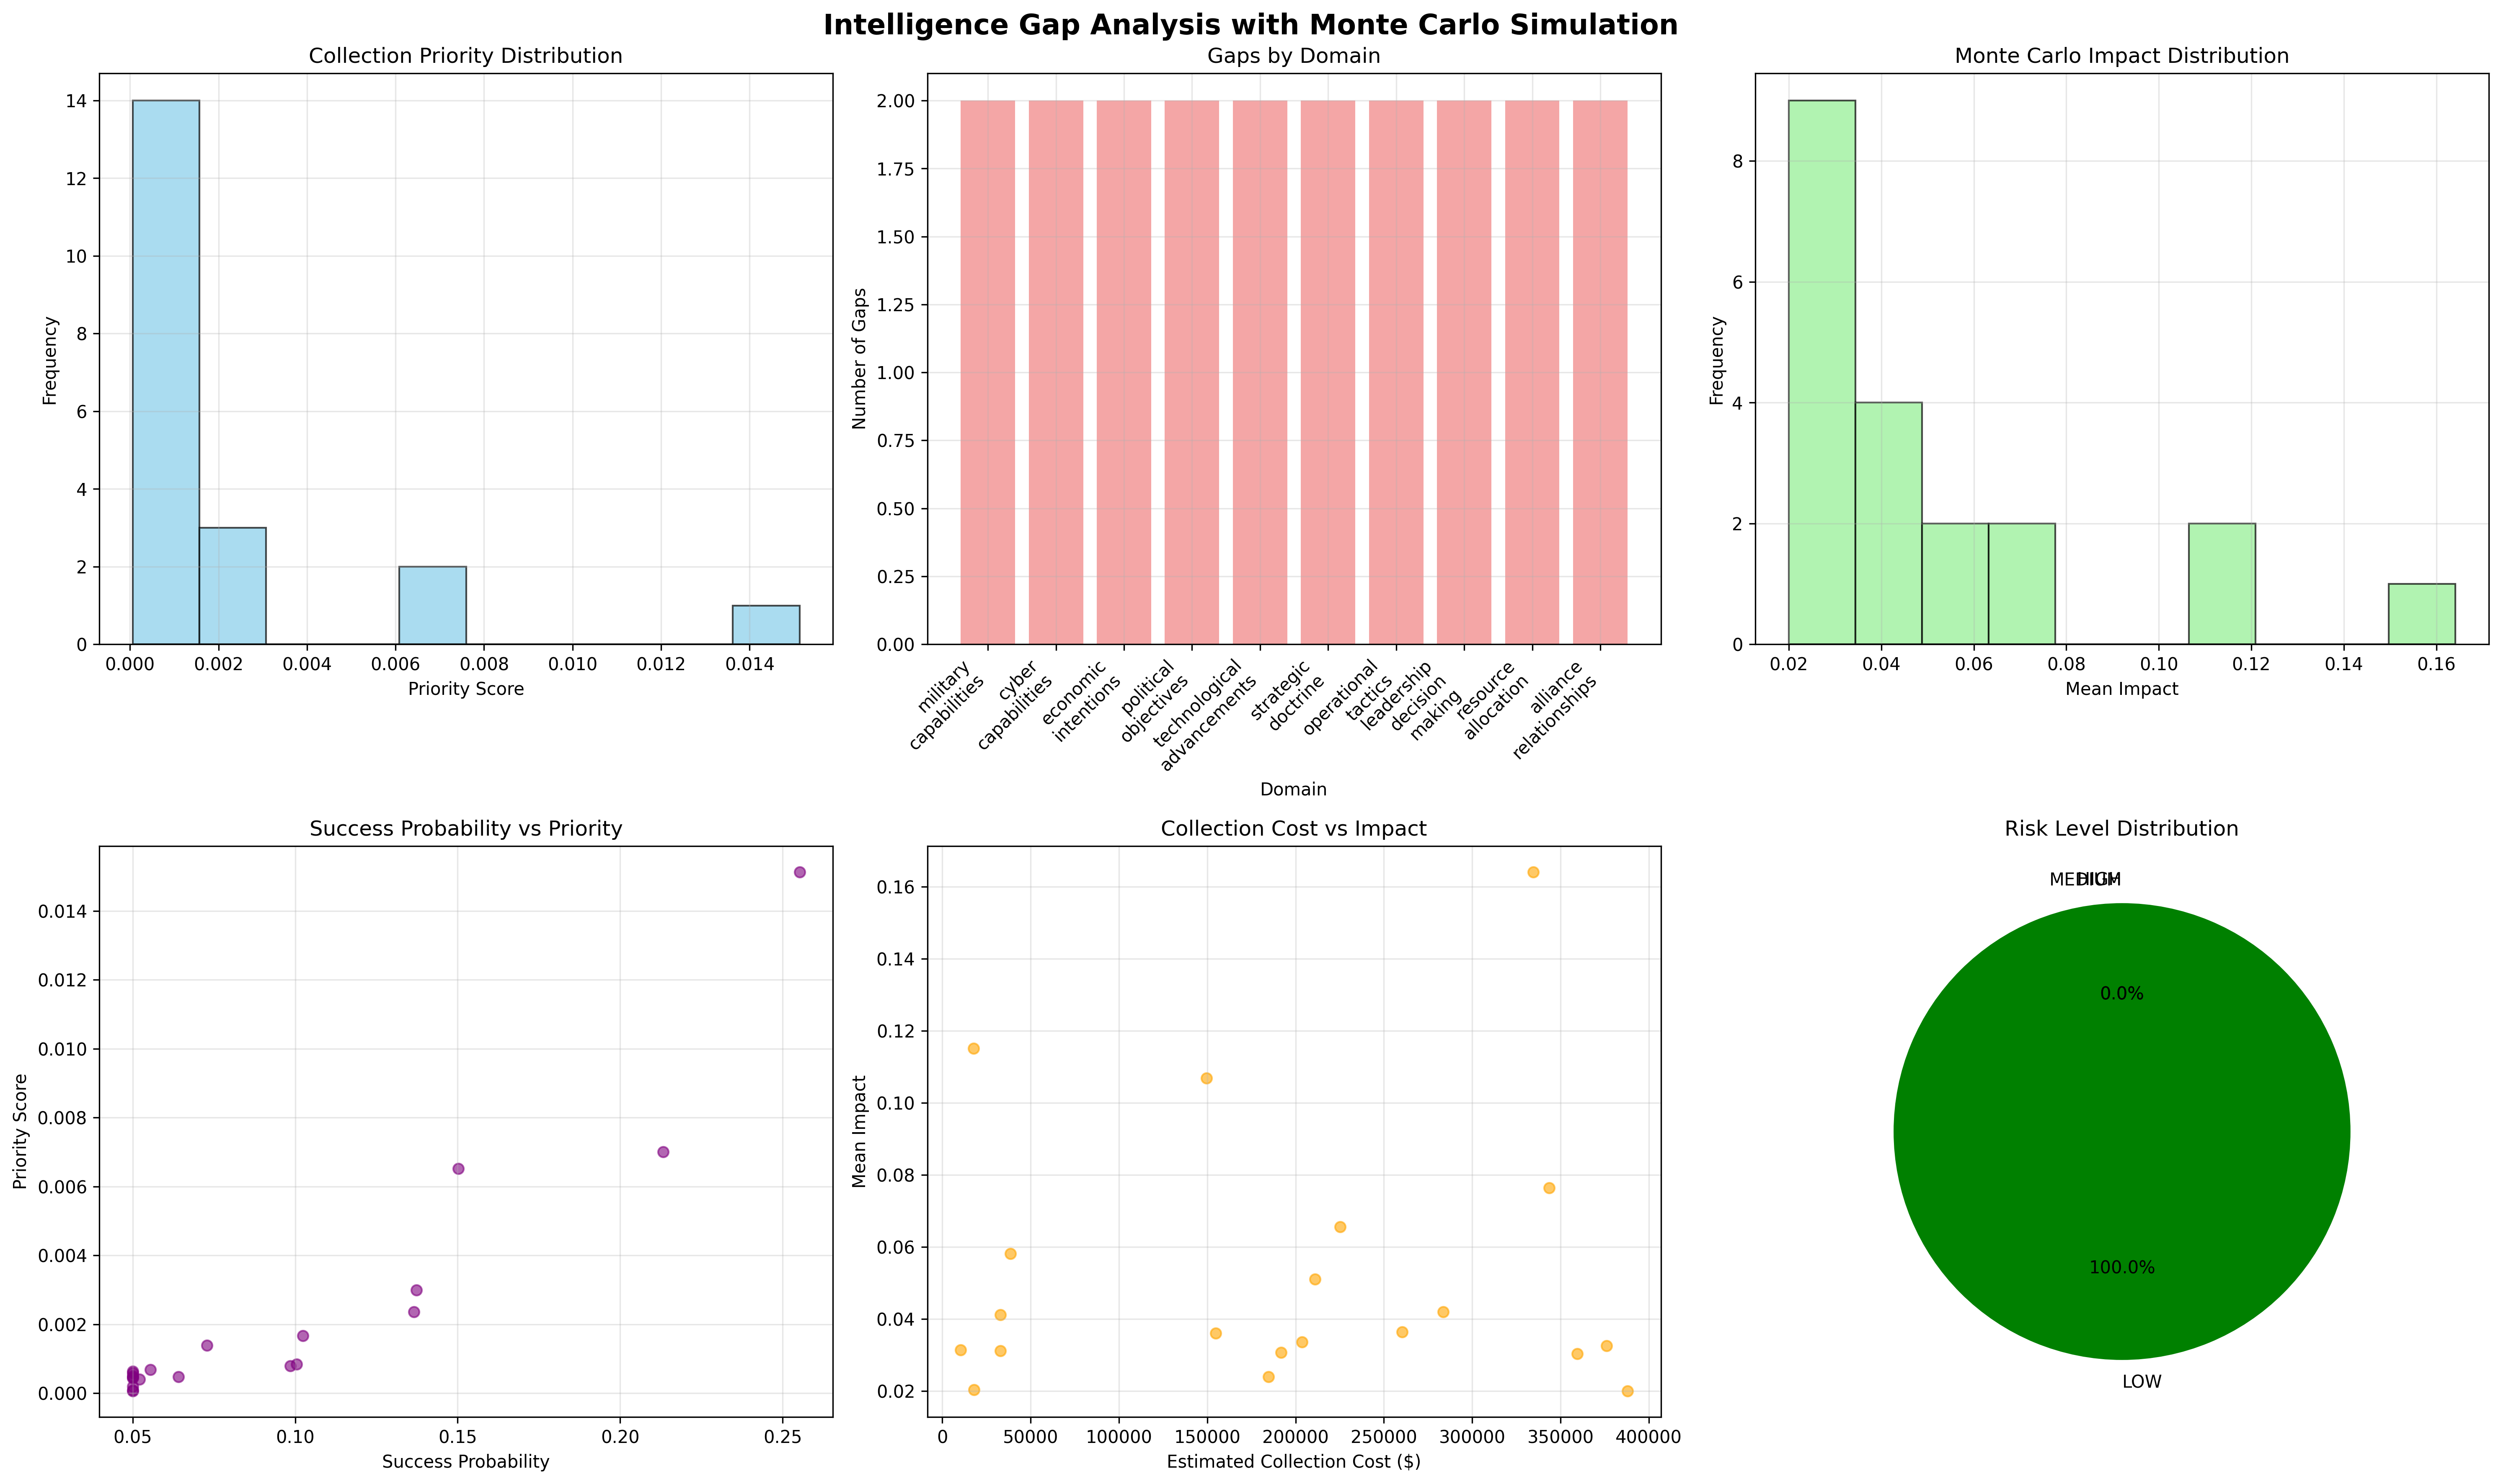 Intelligence Gap Analysis with Monte Carlo Simulation
Collection Priority Distribution
Frequency
14
12
10
8
6
4
2
0
0.000 0.002 0.004 0.006 0.008 0.010 0.012 0.014
Priority Score
Gaps by Domain
Number of Gaps
2.00
1.75
1.50
1.25
1.00
0.75
0.50
0.25
0.00
military
capabilities
cyber
capabilities
economic
intentions
political
objectives
technological
advancements
strategic
doctrine
operational
tactics
leadership
decision
making
resource
allocation
alliance
relationships
Domain
Monte Carlo Impact Distribution
Frequency
8
6
4
2
0
0.02 0.04 0.06 0.08 0.10 0.12 0.14 0.16
Mean Impact
Success Probability vs Priority
Priority Score
0.014
0.012
0.010
0.008
0.006
0.004
0.002
0.000
0.05 0.10 0.15 0.20 0.25
Success Probability
Collection Cost vs Impact
Mean Impact
0.16
0.14
0.12
0.10
0.08
0.06
0.04
0.02
0 50000 100000 150000 200000 250000 300000 350000 400000
Estimated Collection Cost ($)
Risk Level Distribution
MEDIUM
HIGH
0.0%
100.0%
LOW